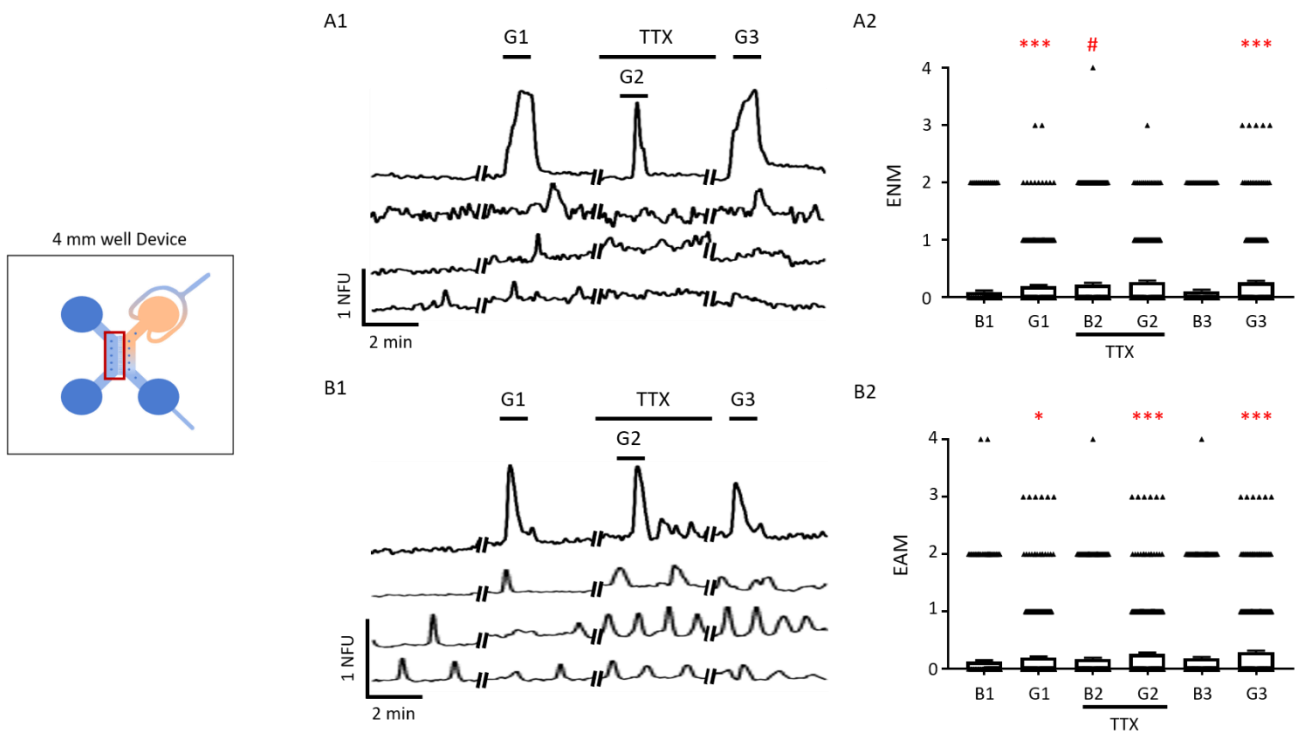 4 mm well Device
A1
G1
TTX
G3
G2
1 NFU
2 min
A2
***
#
***
4
3
2
1
0
ENM
B1 G1 B2 G2 B3 G3
TTX
B1
G1
TTX
G3
G2
1 NFU
2 min
B2
*
***
***
4
3
2
1
0
EAM
B1 G1 B2 G2 B3 G3
TTX